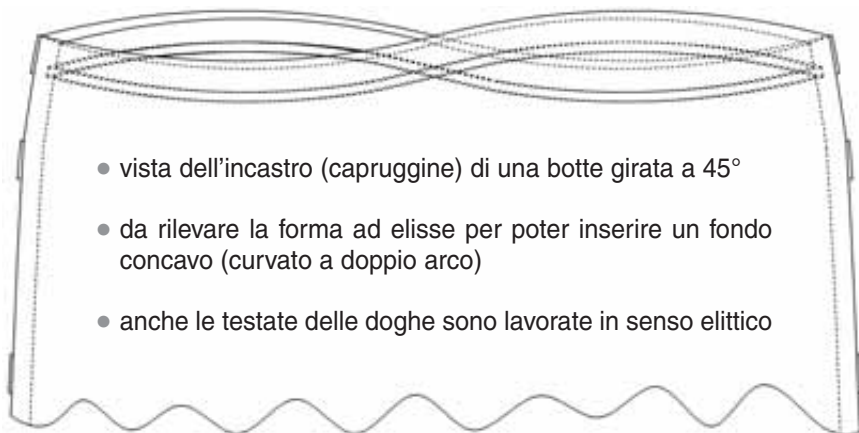 ● vista dell'incastro (capruggine) di una botte girata a 45°
● da rilevare la forma ad elisse per poter inserire un fondo
concavo (curvato a doppio arco)
● anche le testate delle doghe sono lavorate in senso elittico